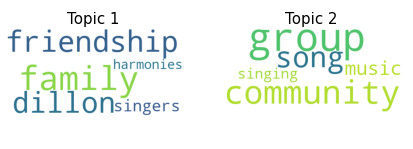 Topic 1
friendship
harmonies
family
dillon singers
Topic 2
group
song
singing music
community